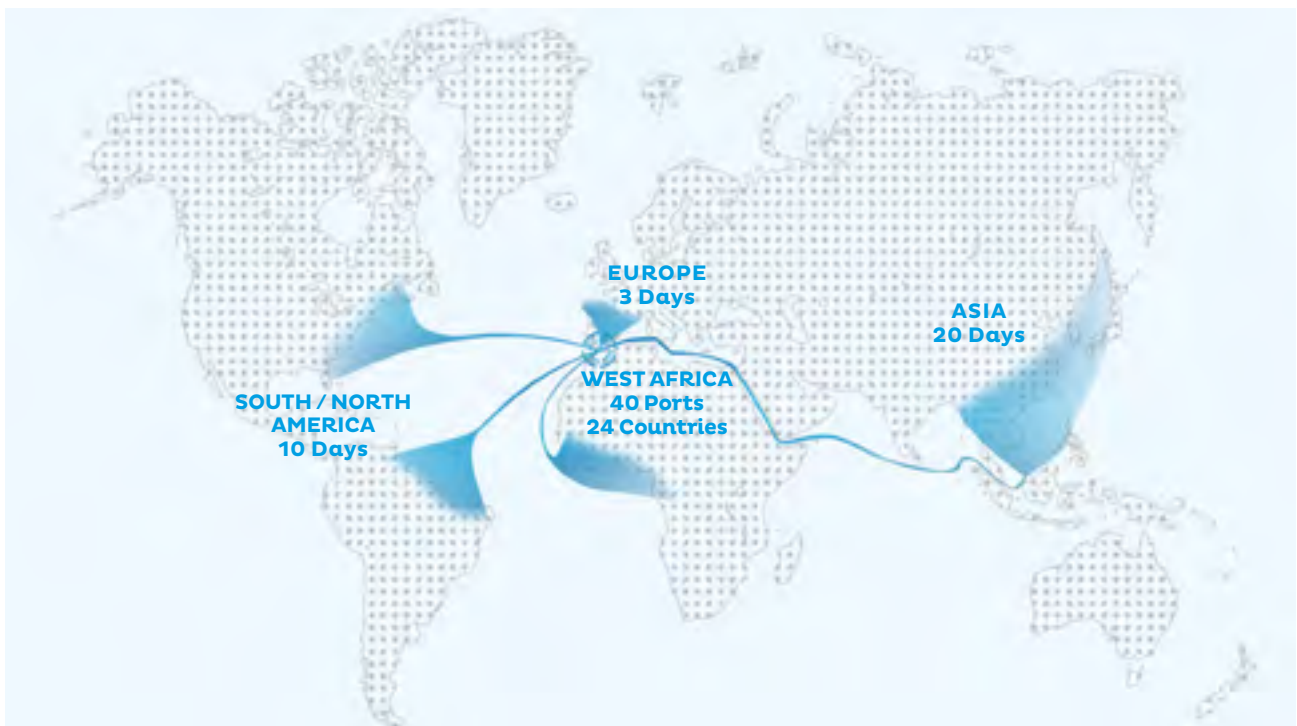 EUROPE
3 Days
ASIA
20 Days
WEST AFRICA
40 Ports
24 Countries
SOUTH / NORTH
AMERICA
10 Days